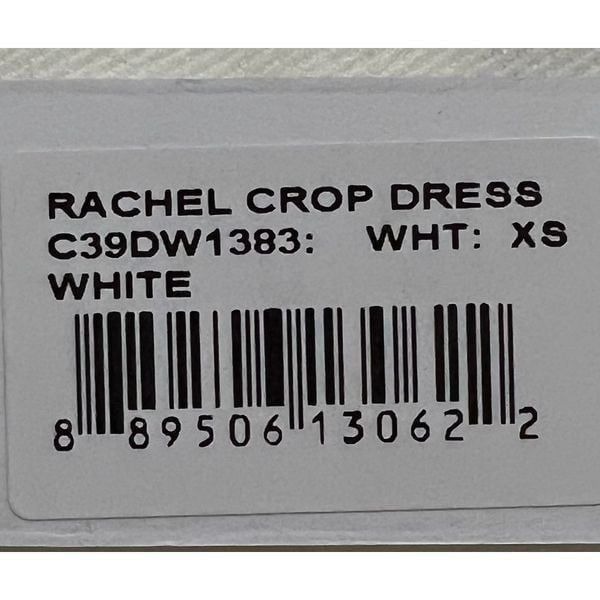 RACHEL CROP DRESS
C39DW1383: WHT: XS
WHITE
8 89506 13062 2